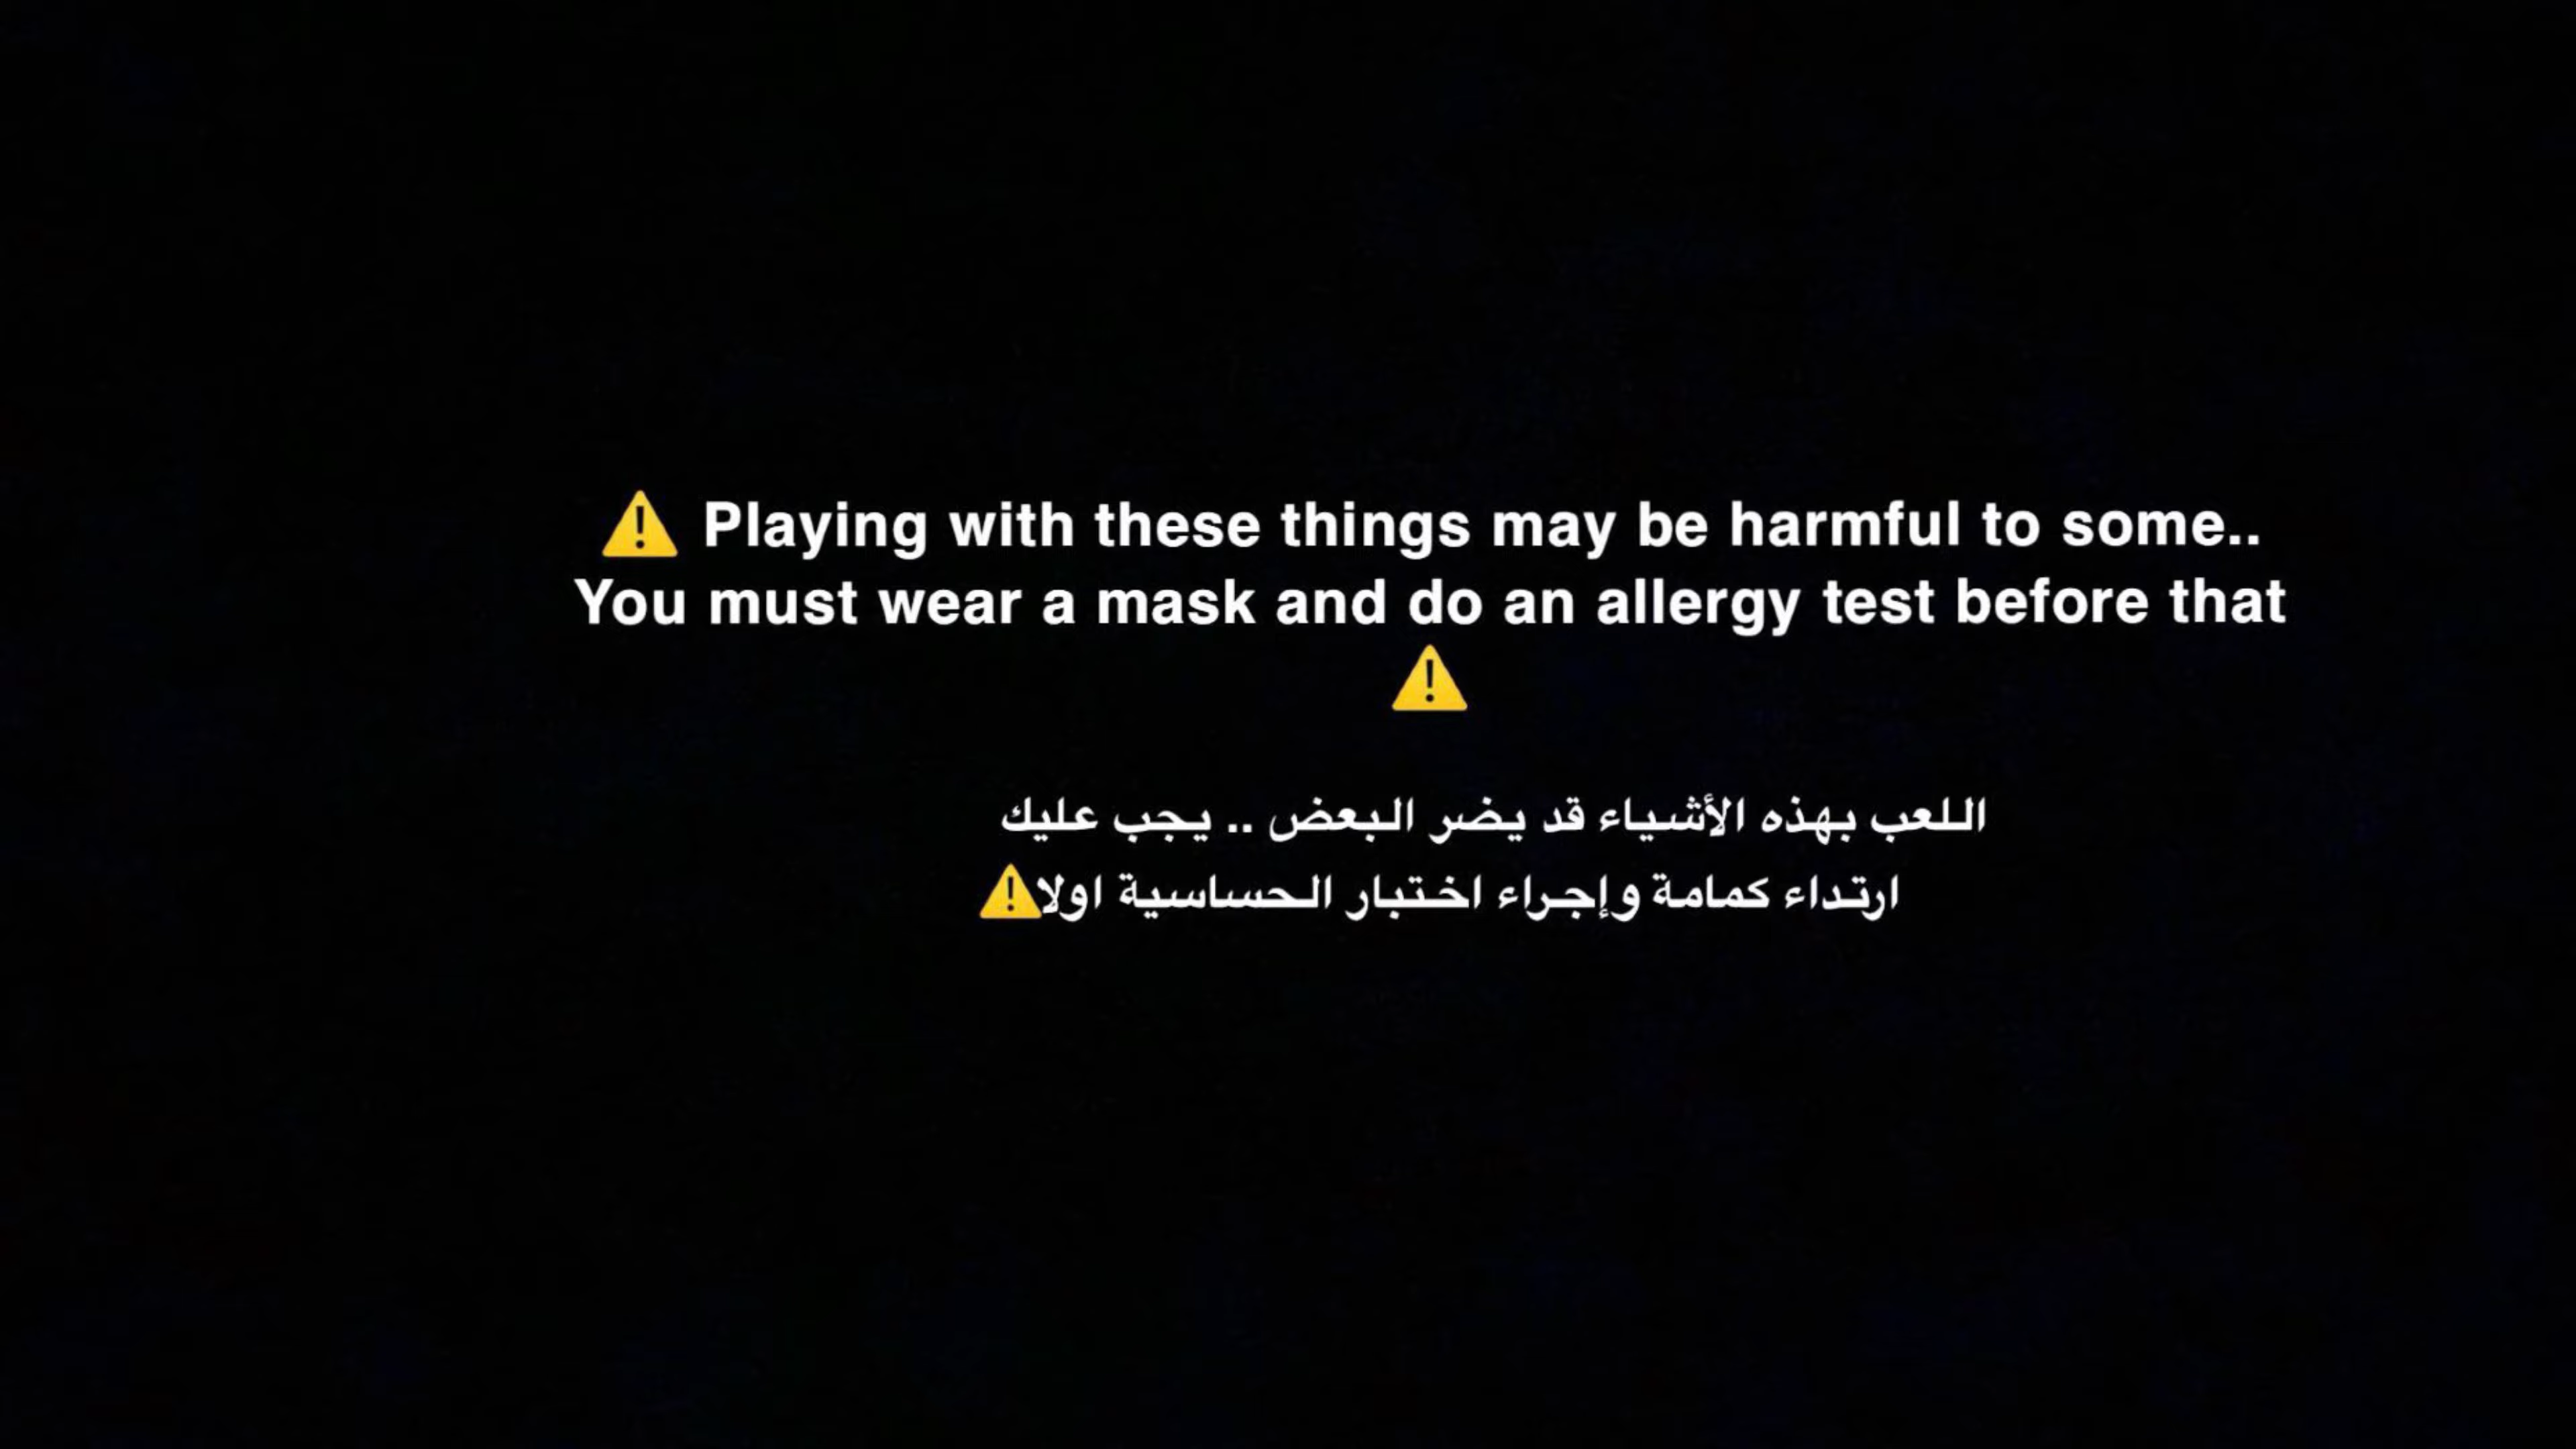 ⚠️ Playing with these things may be harmful to some..
You must wear a mask and do an allergy test before that
⚠️
اللعب بهذه الأشياء قد يضر البعض .. يجب عليك
ارتداء كمامة وإجراء اختبار الحساسية اولا⚠️